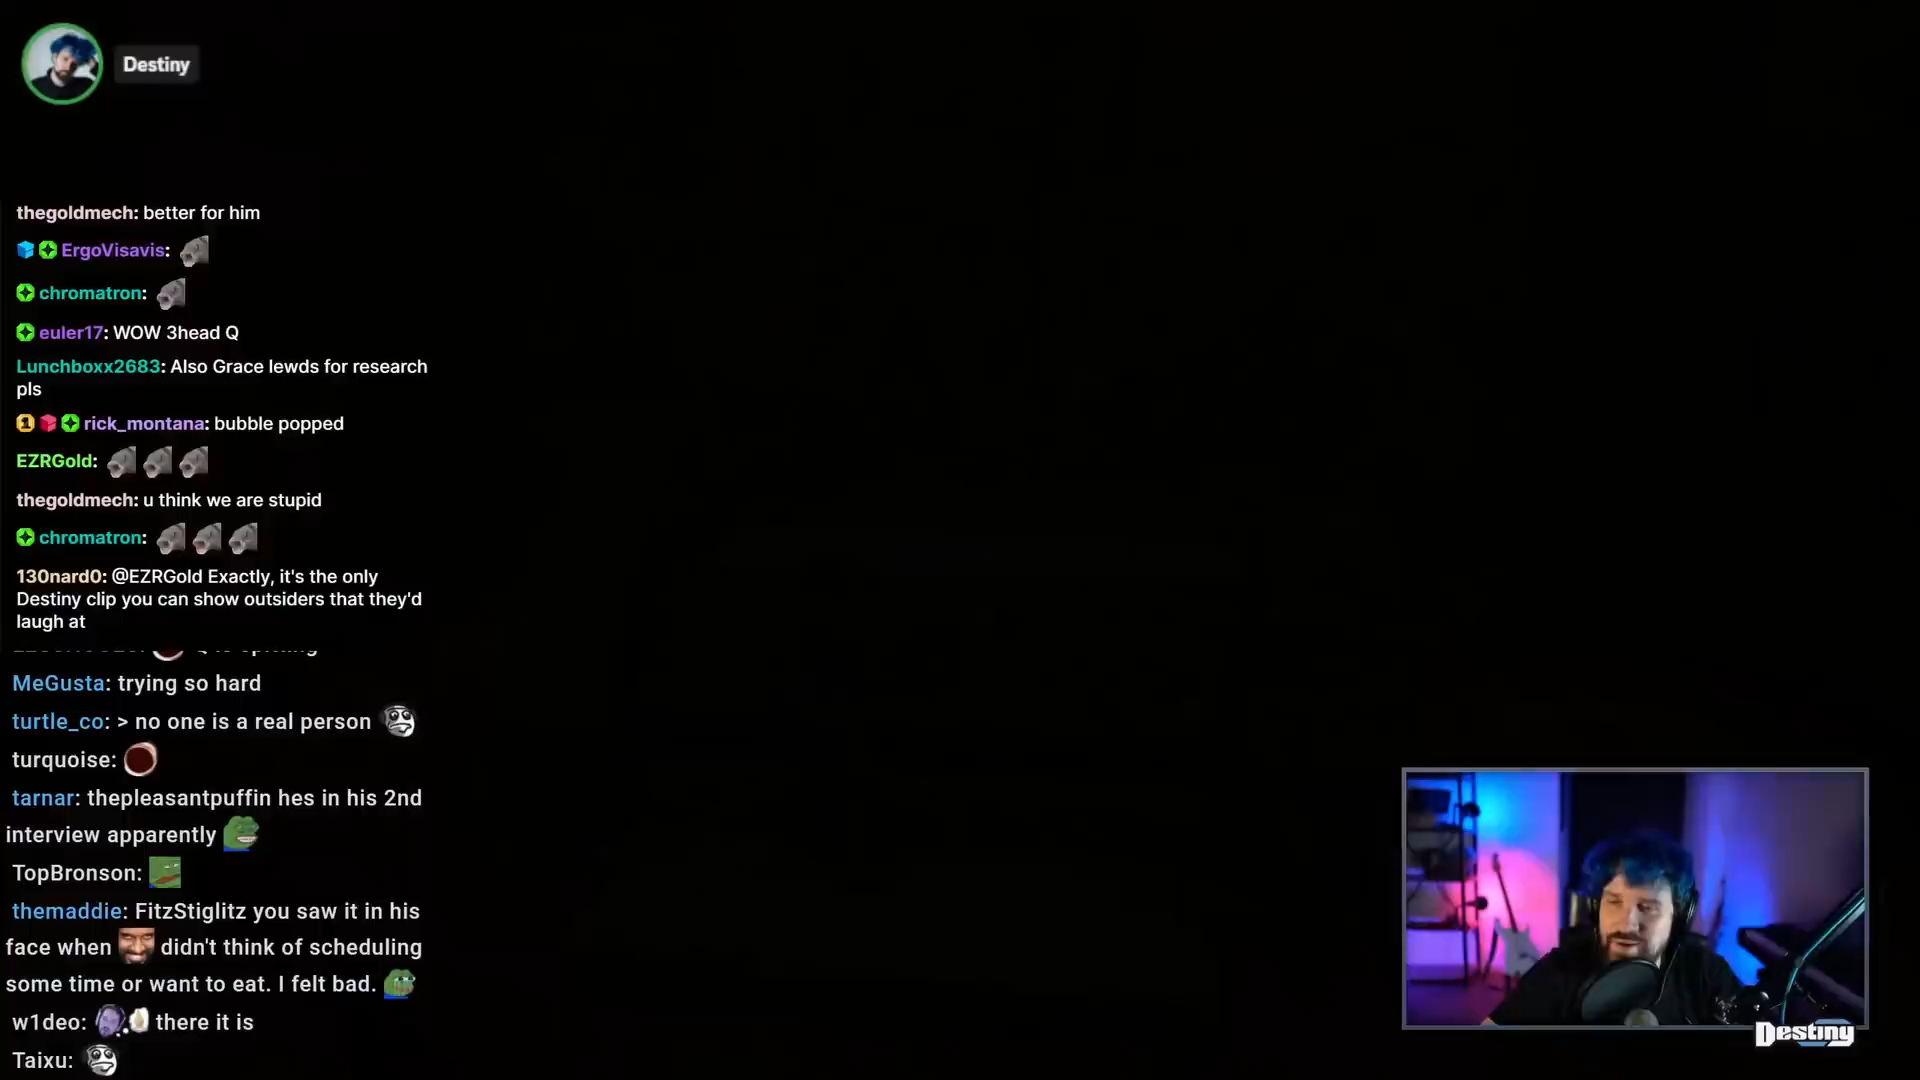 Destiny
thegoldmech: better for him
ErgoVisavis:
chromatron:
euler17: WOW 3head Q
Lunchboxx2683: Also Grace lewds for research
pls
1 rick_montana: bubble popped
EZRGold:
thegoldmech: u think we are stupid
chromatron:
130nard0: @EZRGold Exactly, it's the only
Destiny clip you can show outsiders that they'd
laugh at
MeGusta: trying so hard
turtle_co: > no one is a real person
turquoise:
tarnar: thepleasantpuffin hes in his 2nd
interview apparently
TopBronson:
themaddie: FitzStiglitz you saw it in his
face when didn't think of scheduling
some time or want to eat. I felt bad.
w1deo: there it is
Taixu:
Destiny